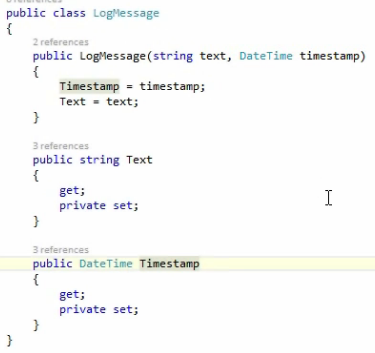 public class LogMessage
{
2 references
public LogMessage(string text, DateTime timestamp)
{
Timestamp = timestamp;
Text = text;
}
3 references
public string Text
{
get;
private set;
}
3 references
public DateTime Timestamp
{
get;
private set;
}
}